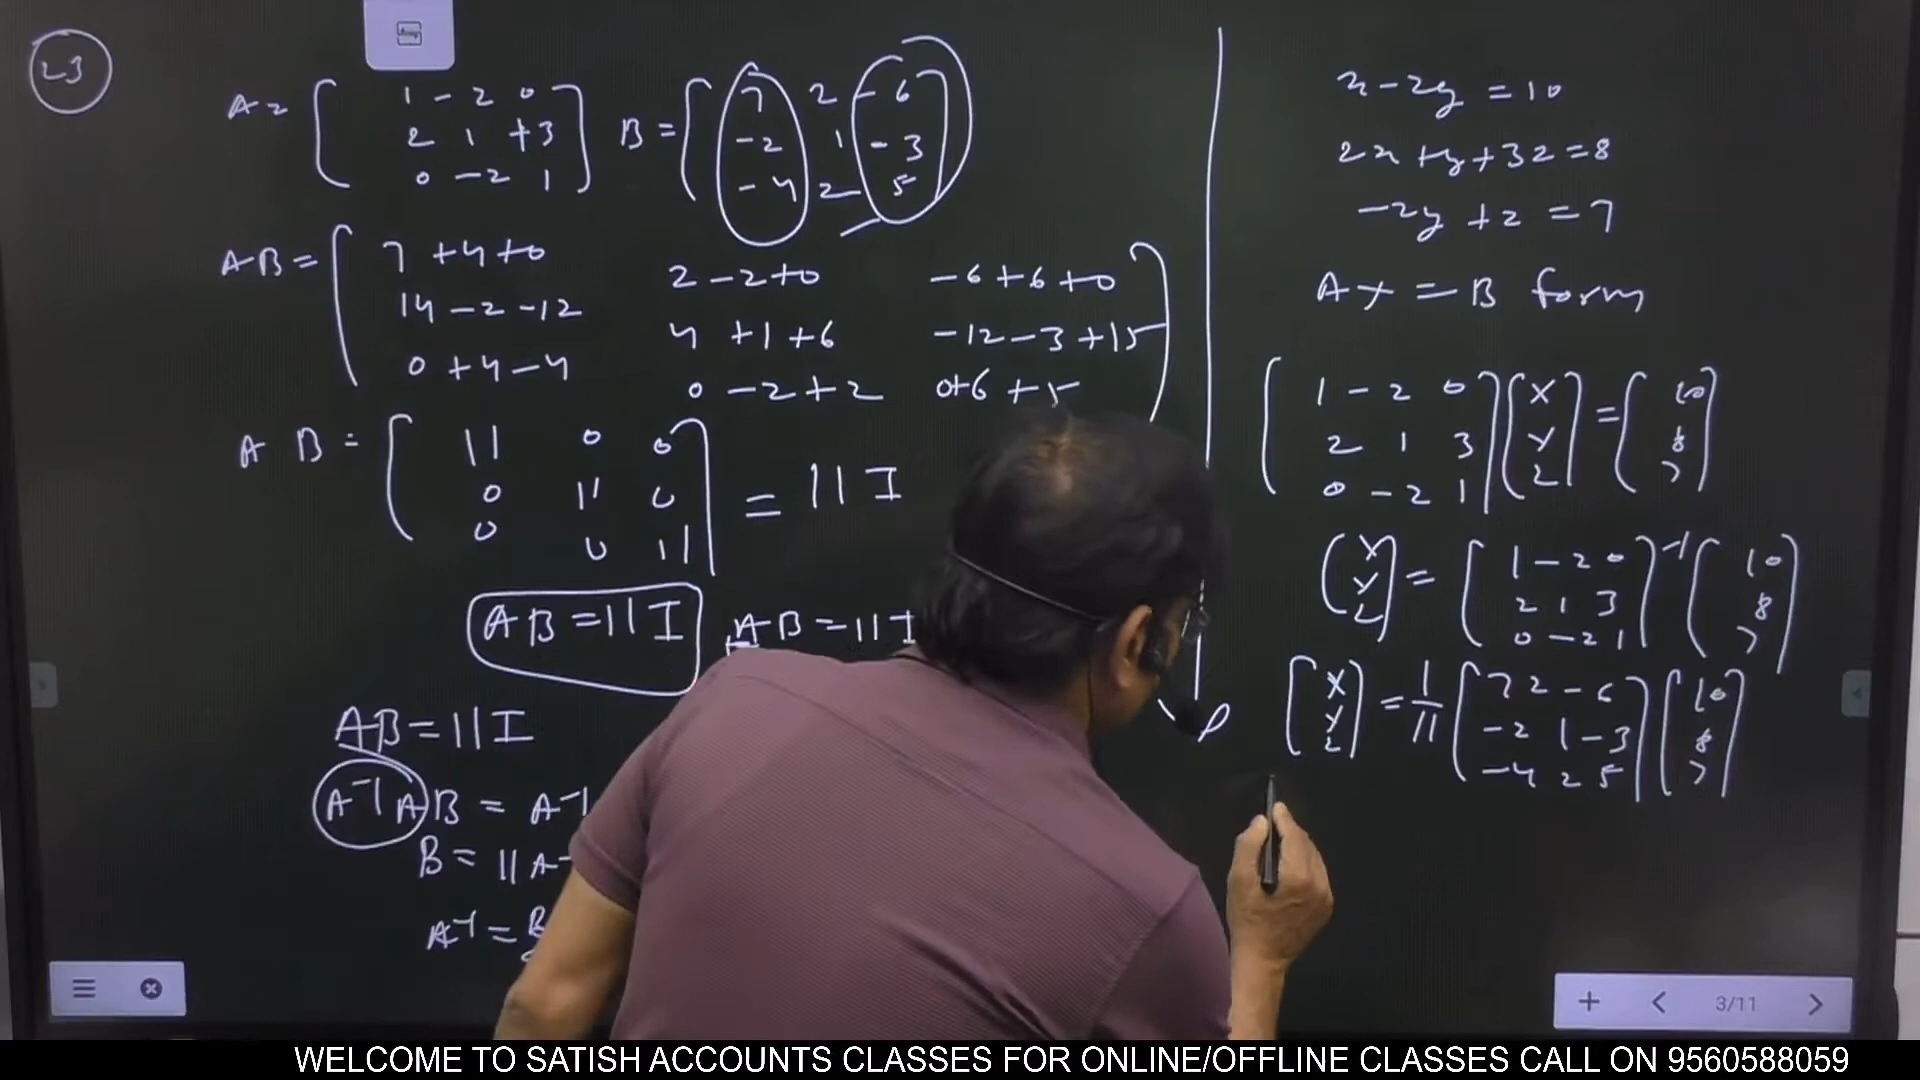 23
A = [ 1 -2 0
2 1 +3
0 -2 1 ]
B = [ 7 2 -6
-2 1 -3
-4 2 5 ]
AB = [ 7+4+0 2-2+0 -6+6+0
14-2-12 4+1+6 -12-3+15
0+4-4 0-2+2 0+6+5
AB = [ 11 0 0
0 11 0
0 0 11 ] = 11 I
AB = 11 I
AB = 11 I
AB = 11 I
A⁻¹ A B = A⁻¹
B = 11 A⁻
A⁻¹ = B
x - 2y = 10
2x + y + 3z = 8
-2y + z = 7
AX = B form
[ 1 -2 0 ] [ x ] = [ 10 ]
[ 2 1 3 ] [ y ] [ 8 ]
[ 0 -2 1 ] [ z ] [ 7 ]
[ x ] = [ 1 -2 0 ]⁻¹ [ 10 ]
[ y ] [ 2 1 3 ] [ 8 ]
[ z ] [ 0 -2 1 ] [ 7 ]
[ x ] = 1/11 [ 7 2 -6 ] [ 10 ]
[ y ] [ -2 1 -3 ] [ 8 ]
[ z ] [ -4 2 5 ] [ 7 ]
3/11
WELCOME TO SATISH ACCOUNTS CLASSES FOR ONLINE/OFFLINE CLASSES CALL ON 9560588059